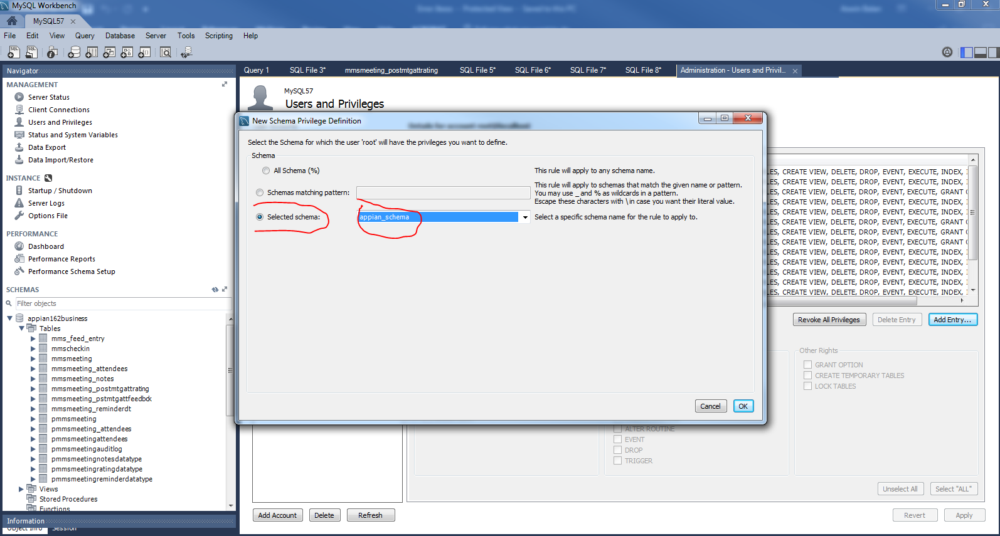 MySQL Workbench
MySQL57
File Edit View Query Database Server Tools Scripting Help
Navigator
Query 1 SQL File 3* mmsmeeting_postmtgattrating SQL File 5* SQL File 6* SQL File 7* SQL File 8* Administration - Users and Privil...
MANAGEMENT
Server Status
Client Connections
Users and Privileges
Status and System Variables
Data Export
Data Import/Restore
INSTANCE
Startup / Shutdown
Server Logs
Options File
PERFORMANCE
Dashboard
Performance Reports
Performance Schema Setup
SCHEMAS
Filter objects
appian162business
Tables
mms_feed_entry
mmscheckin
mmsmeeting
mmsmeeting_attendees
mmsmeeting_notes
mmsmeeting_postmtgattrating
mmsmeeting_pstmtgattfeedbck
mmsmeeting_reminderdt
pmmsmeeting
pmmsmeeting_attendees
pmmsmeetingattendees
pmmsmeetingauditlog
pmmsmeetingnotesdatatype
pmmsmeetingratingdatatype
pmmsmeetingreminderdatatype
Views
Stored Procedures
Functions
Information
Object Info Session
MySQL57
Users and Privileges
New Schema Privilege Definition
Select the Schema for which the user 'root' will have the privileges you want to define.
Schema
All Schema (%) This rule will apply to any schema name.
Schemas matching pattern: This rule will apply to schemas that match the given name or pattern.
You may use _ and % as wildcards in a pattern.
Escape these characters with \ in case you want their literal value.
Selected schema: appian_schema Select a specific schema name for the rule to apply to.
Cancel OK
LES, CREATE VIEW, DELETE, DROP, EVENT, EXECUTE, INDEX, I
LES, CREATE VIEW, DELETE, DROP, EVENT, EXECUTE, INDEX, I
LES, CREATE VIEW, DELETE, DROP, EVENT, EXECUTE, GRANT O
LES, CREATE VIEW, DELETE, DROP, EVENT, EXECUTE, INDEX, I
LES, CREATE VIEW, DELETE, DROP, EVENT, EXECUTE, INDEX, I
LES, CREATE VIEW, DELETE, DROP, EVENT, EXECUTE, GRANT O
LES, CREATE VIEW, DELETE, DROP, EVENT, EXECUTE, INDEX, I
LES, CREATE VIEW, DELETE, DROP, EVENT, EXECUTE, GRANT O
LES, CREATE VIEW, DELETE, DROP, EVENT, EXECUTE, INDEX, I
LES, CREATE VIEW, DELETE, DROP, EVENT, EXECUTE, INDEX, I
LES, CREATE VIEW, DELETE, DROP, EVENT, EXECUTE, INDEX, I
LES, CREATE VIEW, DELETE, DROP, EVENT, EXECUTE, INDEX, I
LES, CREATE VIEW, DELETE, DROP, EVENT, EXECUTE, INDEX, I
Revoke All Privileges Delete Entry Add Entry...
Other Rights
GRANT OPTION
CREATE TEMPORARY TABLES
LOCK TABLES
ALTER ROUTINE
EVENT
DROP
TRIGGER
Unselect All Select "ALL"
Add Account Delete Refresh Revert Apply